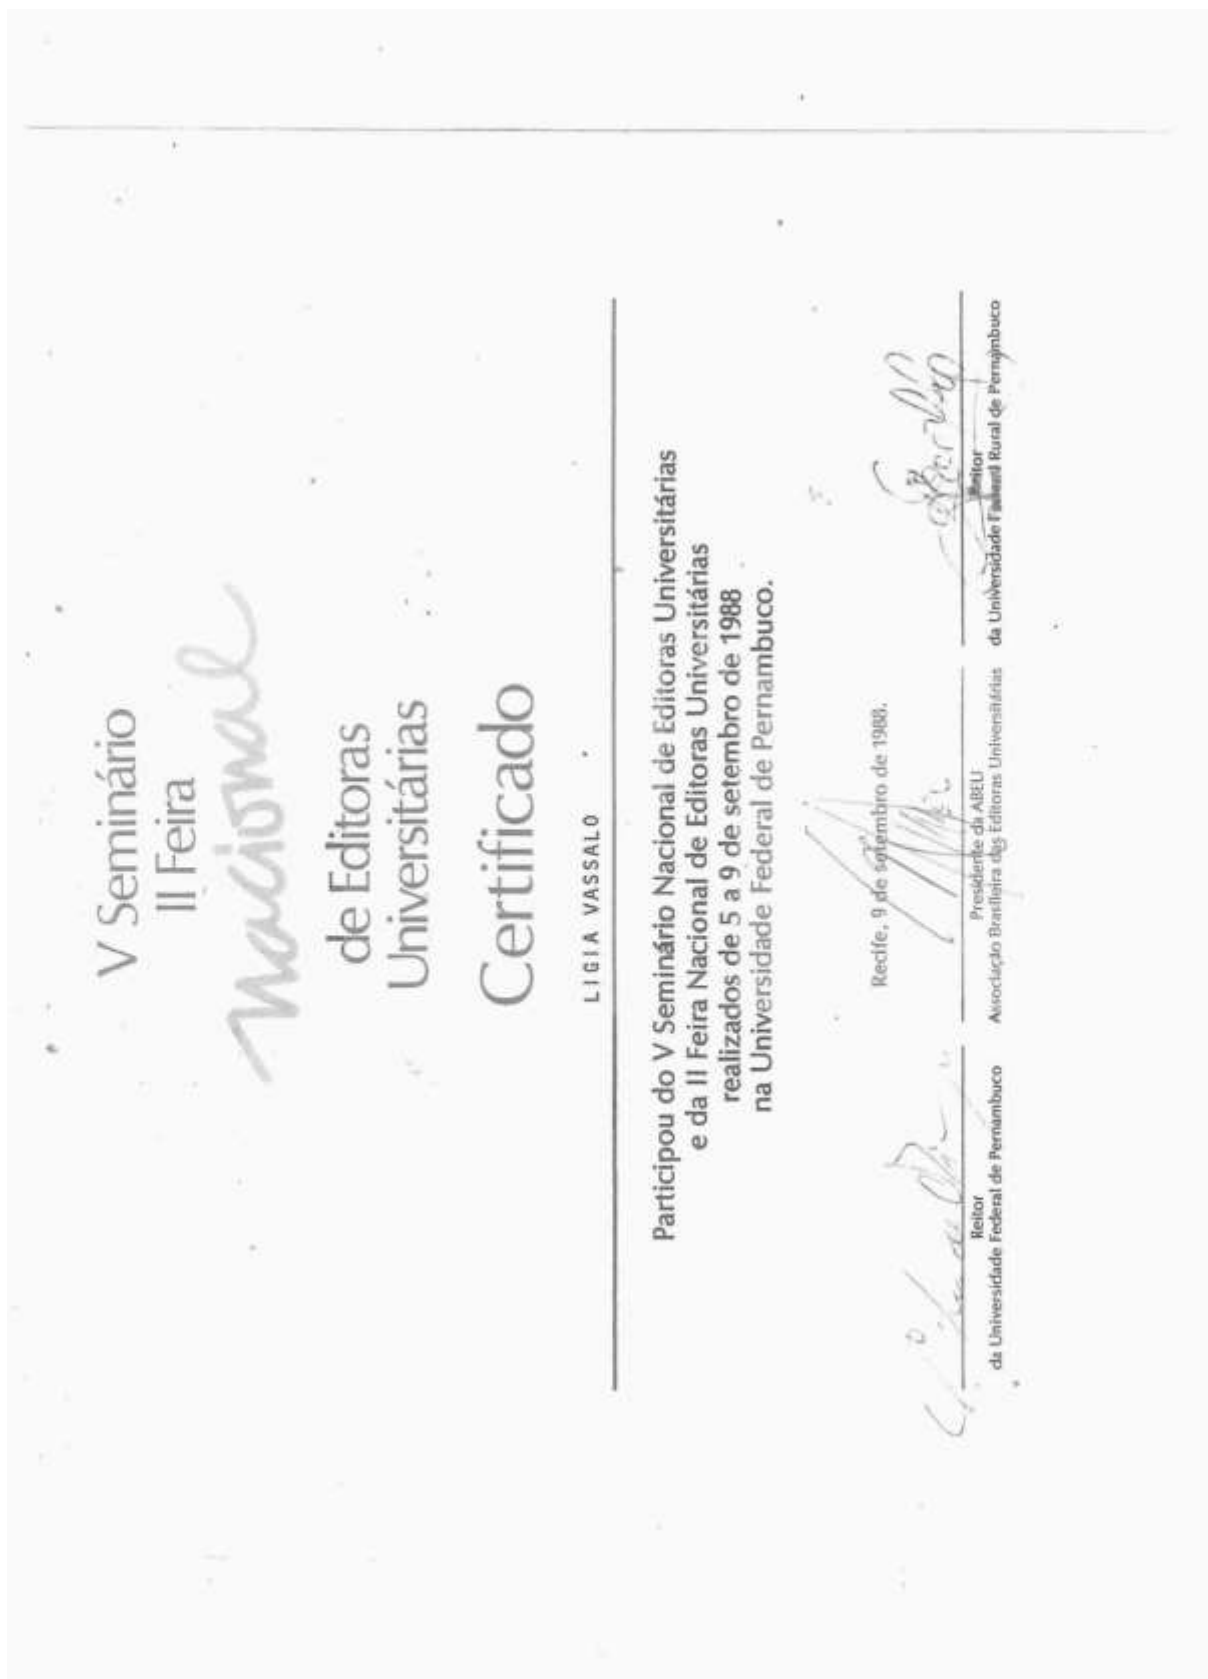 V Seminário
II Feira
Nacional
de Editoras
Universitárias
Certificado
LIGIA VASSALO
Participou do V Seminário Nacional de Editoras Universitárias
e da II Feira Nacional de Editoras Universitárias
realizados de 5 a 9 de setembro de 1988
na Universidade Federal de Pernambuco.
Recife, 9 de setembro de 1988.
Reitor
da Universidade Federal de Pernambuco
Presidente da ABEU
Associação Brasileira das Editoras Universitárias
Reitor
da Universidade Federal Rural de Pernambuco